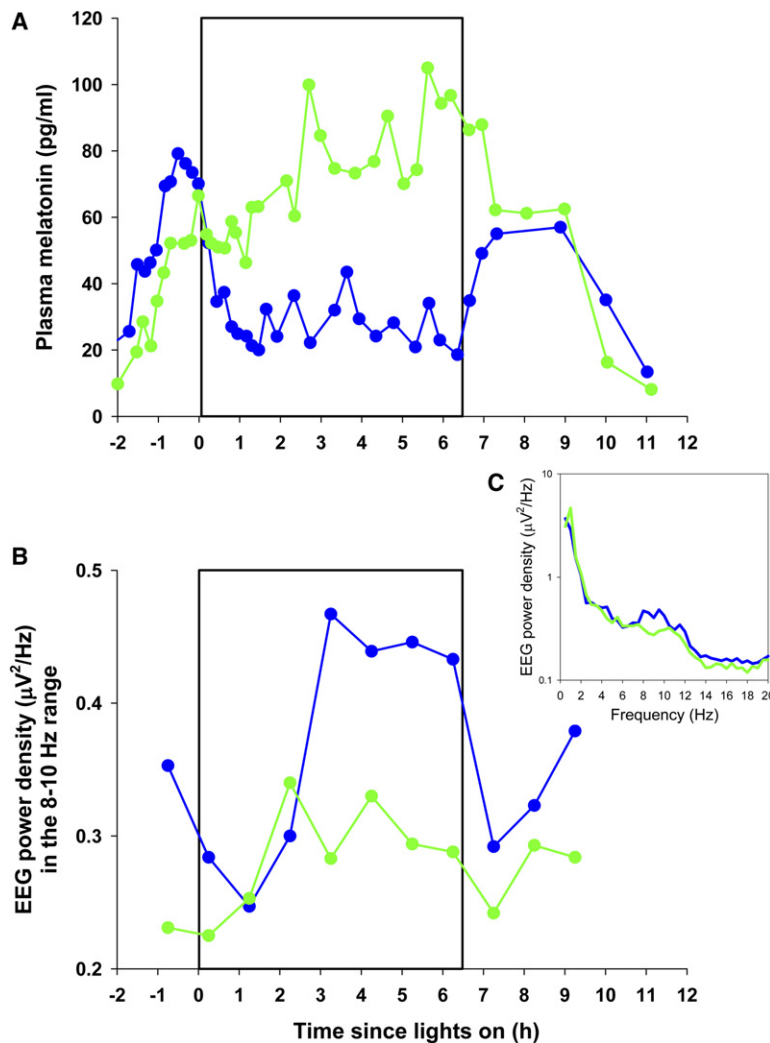 A
Plasma melatonin (pg/ml)
120
100
80
60
40
20
0
-2 -1 0 1 2 3 4 5 6 7 8 9 10 11 12
B
EEG power density (μV²/Hz)
in the 8-10 Hz range
0.5
0.4
0.3
0.2
-2 -1 0 1 2 3 4 5 6 7 8 9 10 11 12
Time since lights on (h)
C
EEG power density (μV²/Hz)
10
1
0.1
0 2 4 6 8 10 12 14 16 18 20
Frequency (Hz)